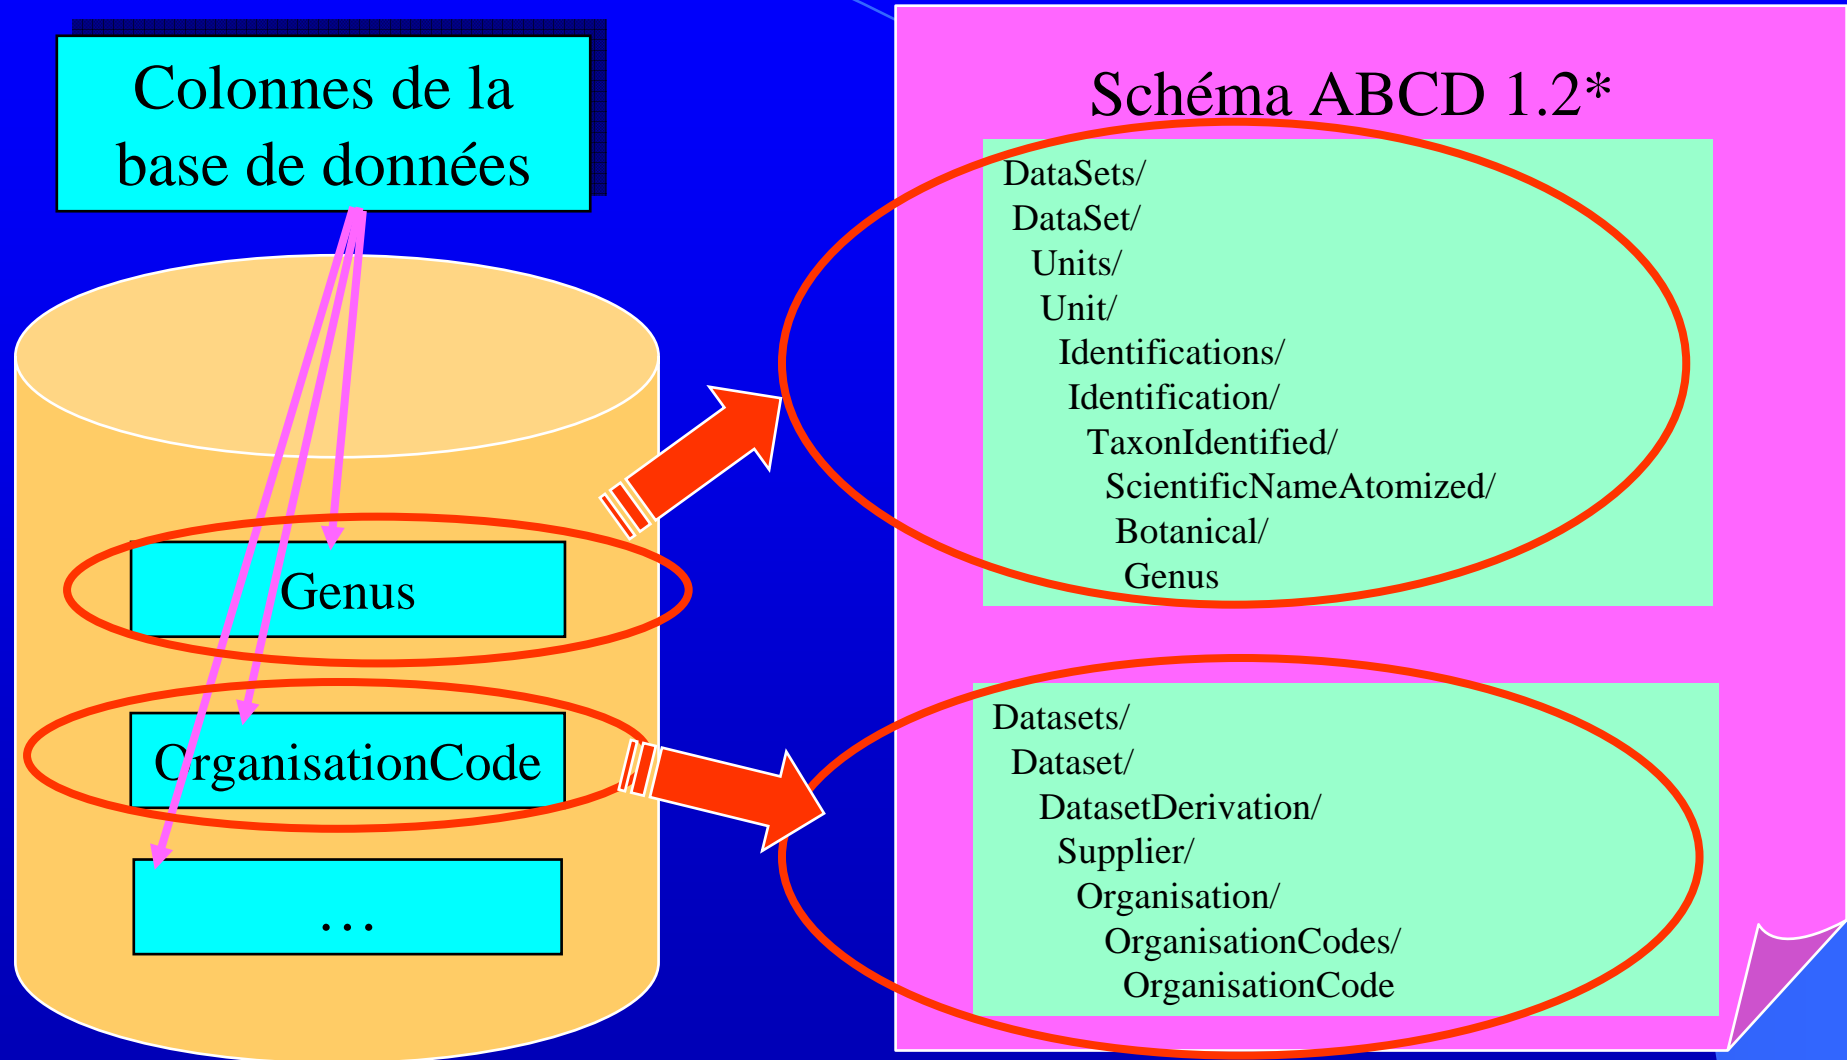 Colonnes de la
base de données
Genus
OrganisationCode
...
Schéma ABCD 1.2*
DataSets/
DataSet/
Units/
Unit/
Identifications/
Identification/
TaxonIdentified/
ScientificNameAtomized/
Botanical/
Genus
Datasets/
Dataset/
DatasetDerivation/
Supplier/
Organisation/
OrganisationCodes/
OrganisationCode